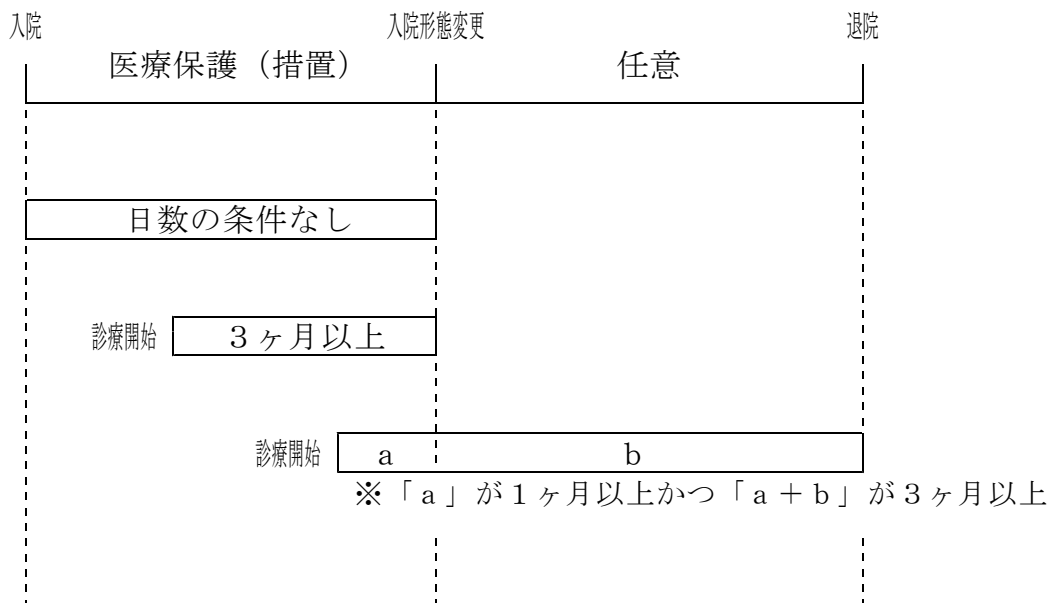 入院 入院形態変更 退院
医療保護（措置） 任意
日数の条件なし
診療開始 ３ヶ月以上
診療開始 ａ ｂ
※「ａ」が１ヶ月以上かつ「ａ＋ｂ」が３ヶ月以上